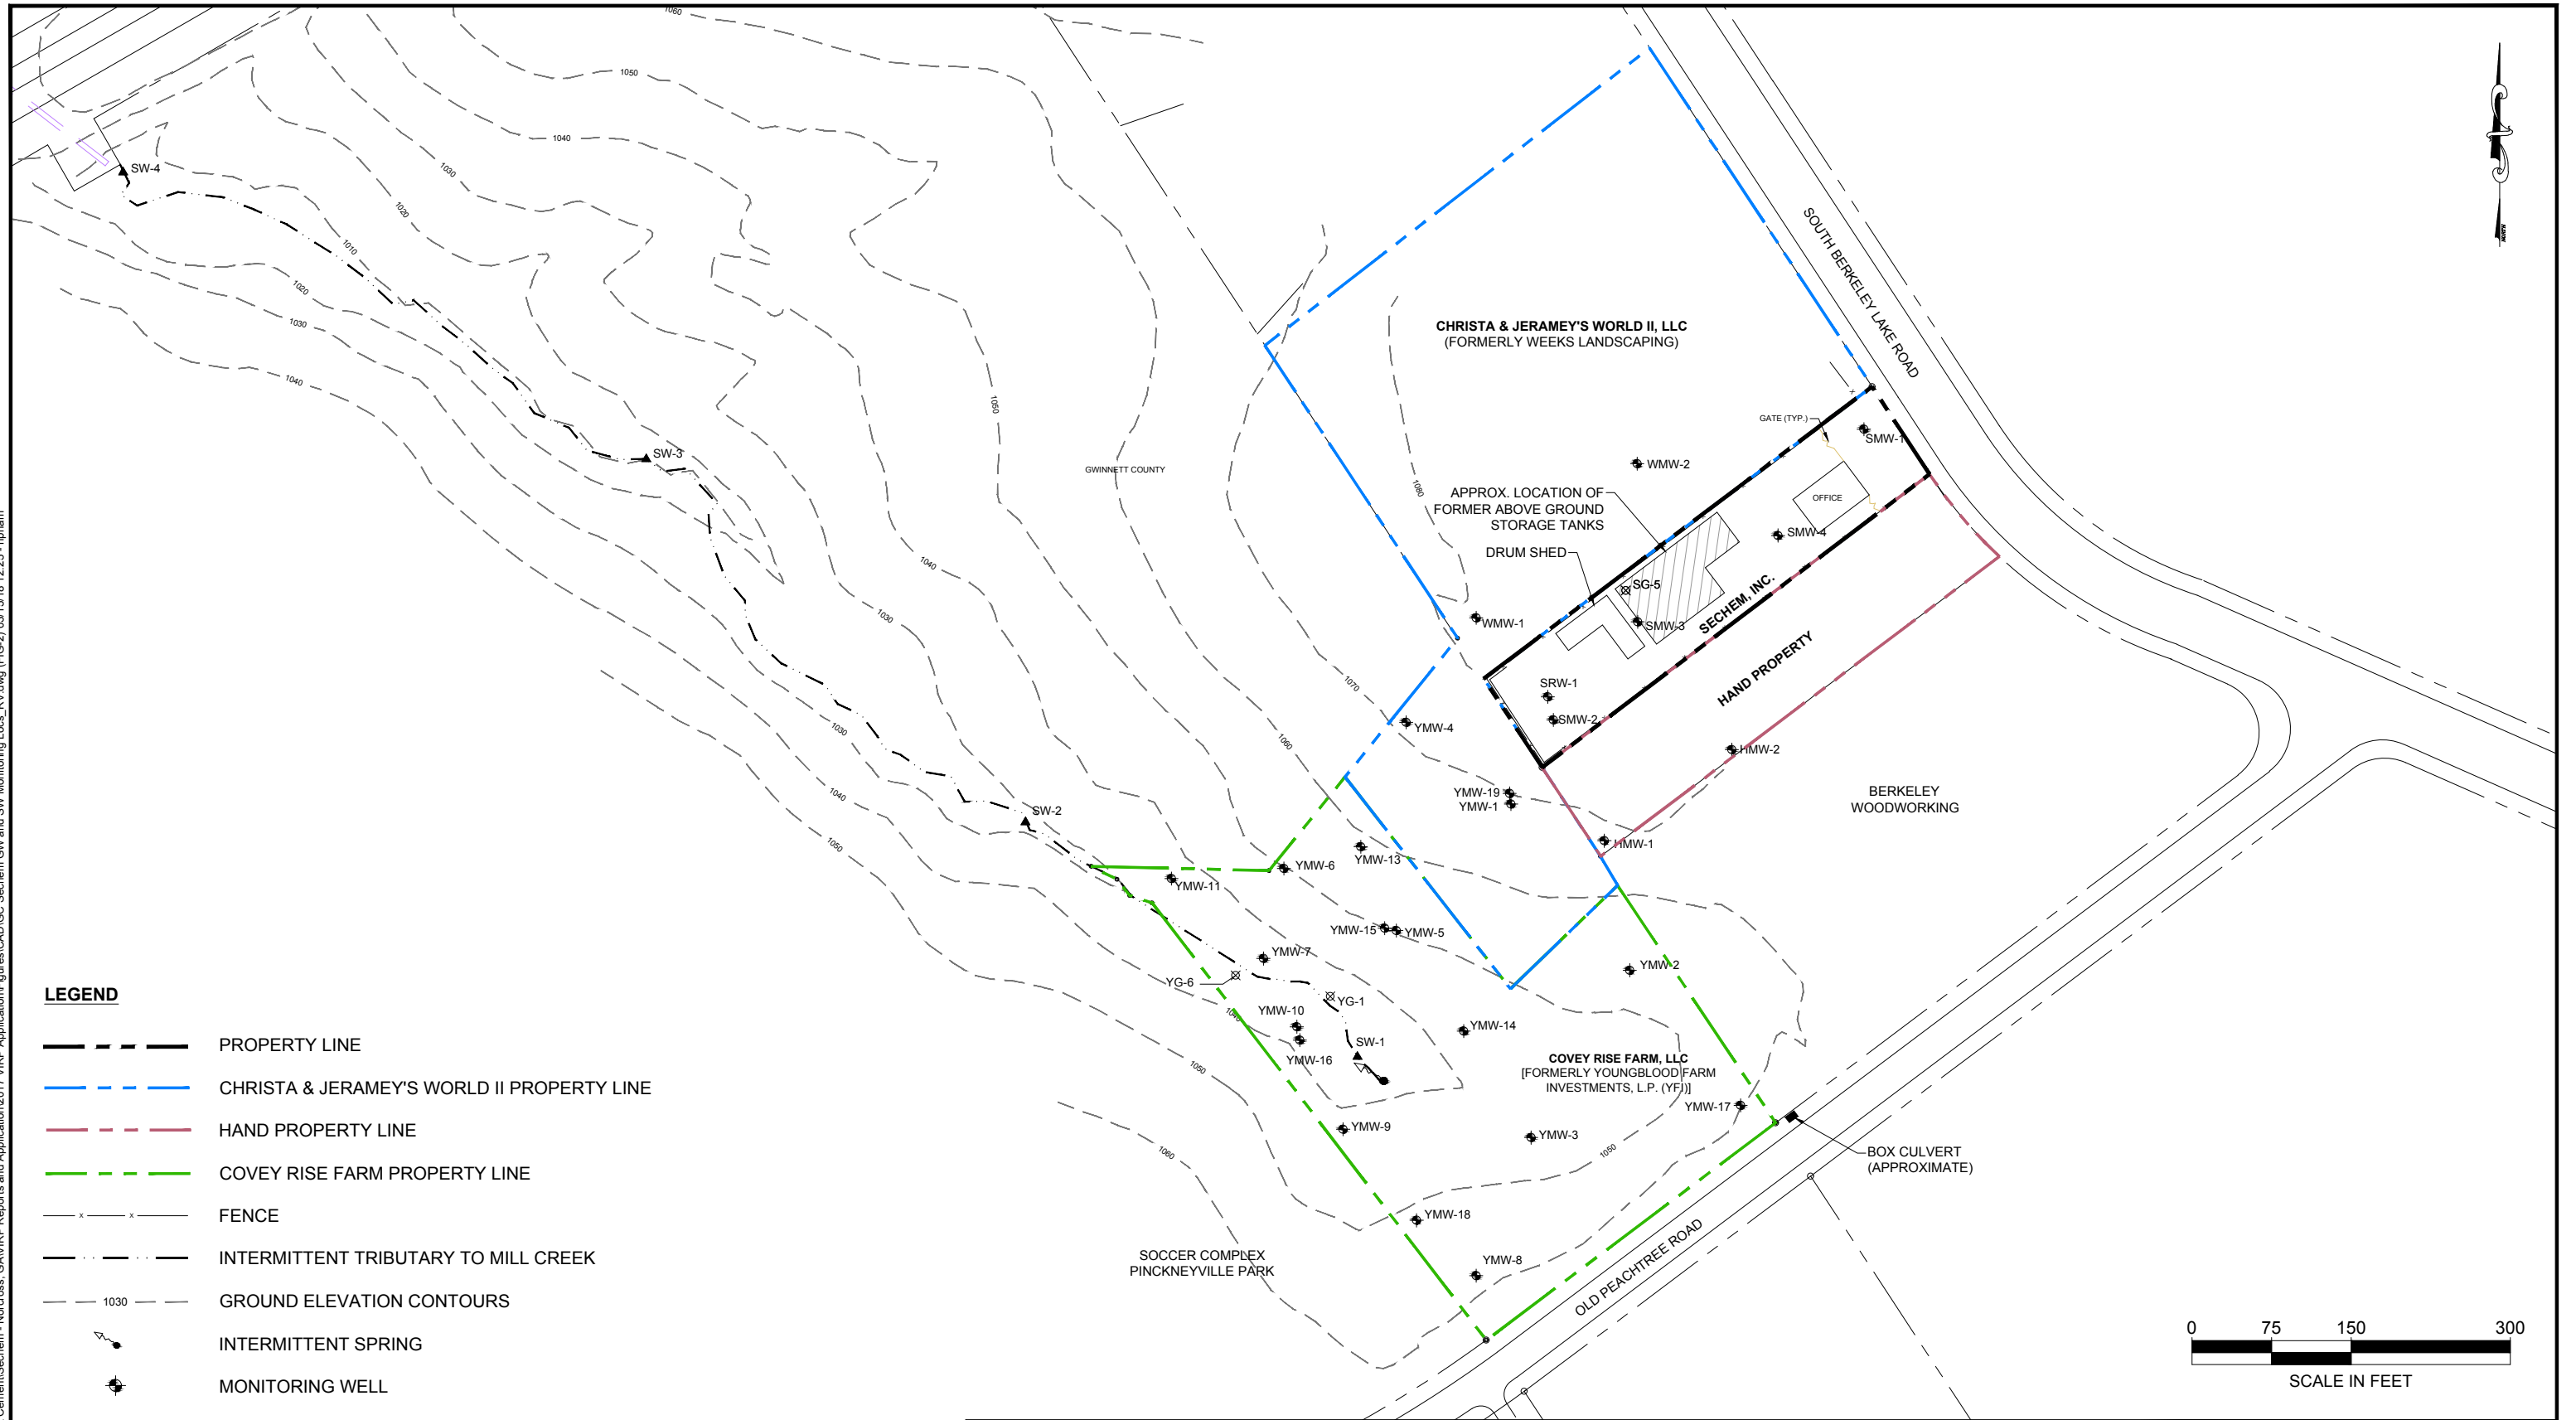 1060
1050
1040
1030
1020
1010
1020
1030
1040
SW-4
SW-3
SOUTH BERKELEY LAKE ROAD
CHRISTA & JERAMEY'S WORLD II, LLC
(FORMERLY WEEKS LANDSCAPING)
GATE (TYP.)
SMW-1
GWINNETT COUNTY
1050
1080
WMW-2
APPROX. LOCATION OF
FORMER ABOVE GROUND
STORAGE TANKS
OFFICE
SMW-4
DRUM SHED
SG-5
SMW-3
SECHEM, INC.
WMW-1
1040
1030
HAND PROPERTY
1070
SRW-1
SMW-2
YMW-4
1060
1030
HMW-2
1040
YMW-19
YMW-1
BERKELEY
WOODWORKING
SW-2
1050
HMW-1
YMW-13
YMW-6
YMW-11
YMW-15
YMW-5
YMW-7
YMW-2
YG-6
YG-1
YMW-10
1040
YMW-14
SW-1
YMW-16
COVEY RISE FARM, LLC
[FORMERLY YOUNGBLOOD FARM
INVESTMENTS, L.P. (YFI)]
1050
YMW-17
YMW-9
YMW-3
1050
1060
BOX CULVERT
(APPROXIMATE)
YMW-18
YMW-8
SOCCER COMPLEX
PINCKNEYVILLE PARK
OLD PEACHTREE ROAD
LEGEND
PROPERTY LINE
CHRISTA & JERAMEY'S WORLD II PROPERTY LINE
HAND PROPERTY LINE
COVEY RISE FARM PROPERTY LINE
x x
FENCE
INTERMITTENT TRIBUTARY TO MILL CREEK
1030
GROUND ELEVATION CONTOURS
INTERMITTENT SPRING
MONITORING WELL
0 75 150 300
SCALE IN FEET